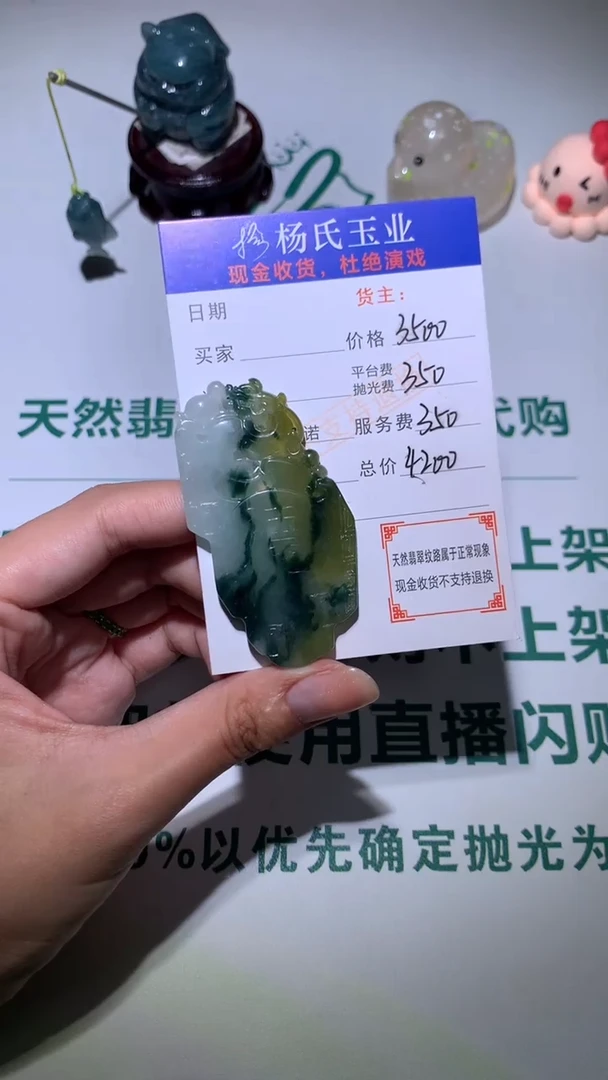 杨氏玉业
现金收货，杜绝演戏
日期
货主：
买家
价格 3500
平台费
抛光费 350
诺
服务费 350
总价 4200
天然翡翠纹路属于正常现象
现金收货不支持退换
天然翡
代购
上架
上架
使用直播闪购
%以优先确定抛光为